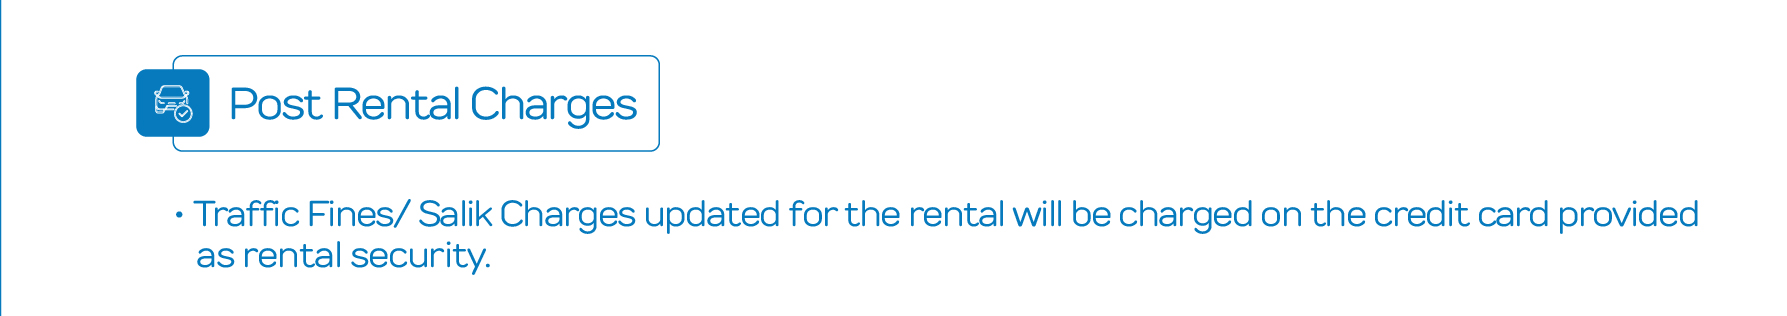 Post Rental Charges
• Traffic Fines/ Salik Charges updated for the rental will be charged on the credit card provided
as rental security.